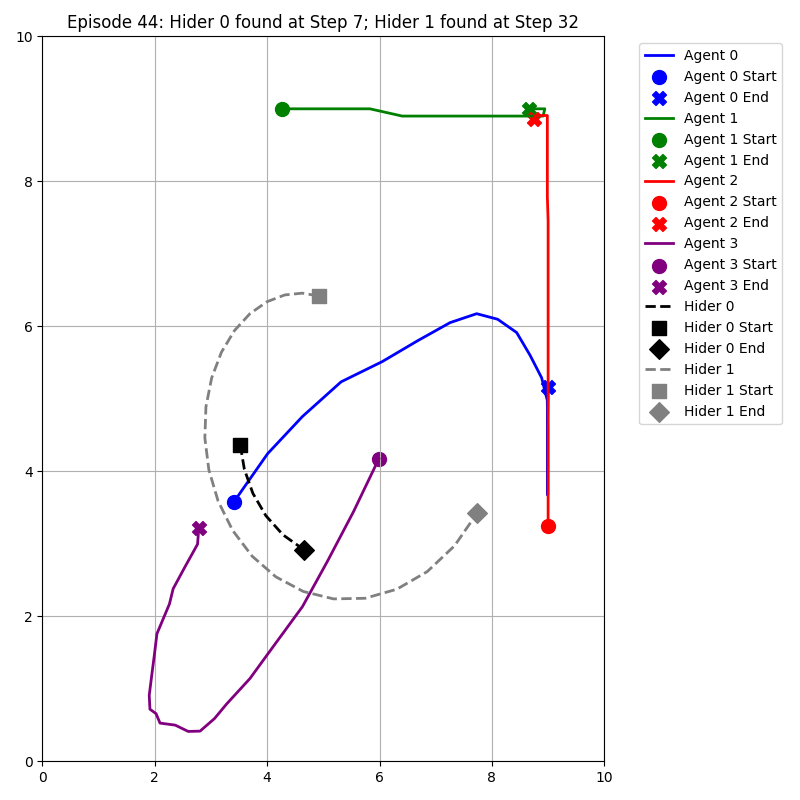 Episode 44: Hider 0 found at Step 7; Hider 1 found at Step 32
10
8
6
4
2
0
0 2 4 6 8 10
Agent 0
Agent 0 Start
Agent 0 End
Agent 1
Agent 1 Start
Agent 1 End
Agent 2
Agent 2 Start
Agent 2 End
Agent 3
Agent 3 Start
Agent 3 End
Hider 0
Hider 0 Start
Hider 0 End
Hider 1
Hider 1 Start
Hider 1 End